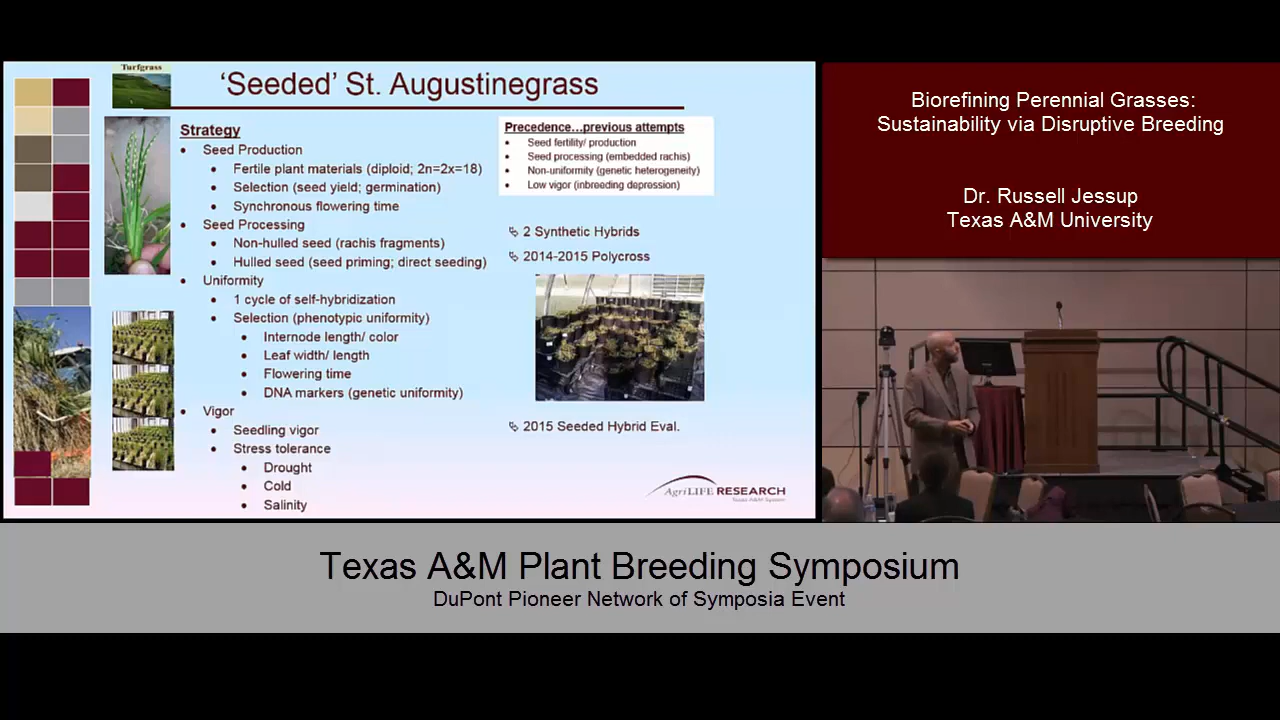 Turfgrass
'Seeded' St. Augustinegrass
Strategy
Seed Production
Fertile plant materials (diploid; 2n=2x=18)
Selection (seed yield; germination)
Synchronous flowering time
Seed Processing
Non-hulled seed (rachis fragments)
Hulled seed (seed priming; direct seeding)
Uniformity
1 cycle of self-hybridization
Selection (phenotypic uniformity)
Internode length/ color
Leaf width/ length
Flowering time
DNA markers (genetic uniformity)
Vigor
Seedling vigor
Stress tolerance
Drought
Cold
Salinity
Precedence...previous attempts
Seed fertility/ production
Seed processing (embedded rachis)
Non-uniformity (genetic heterogeneity)
Low vigor (inbreeding depression)
2 Synthetic Hybrids
2014-2015 Polycross
2015 Seeded Hybrid Eval.
AgriLIFE RESEARCH
Texas A&M System
Biorefining Perennial Grasses:
Sustainability via Disruptive Breeding
Dr. Russell Jessup
Texas A&M University
Texas A&M Plant Breeding Symposium
DuPont Pioneer Network of Symposia Event